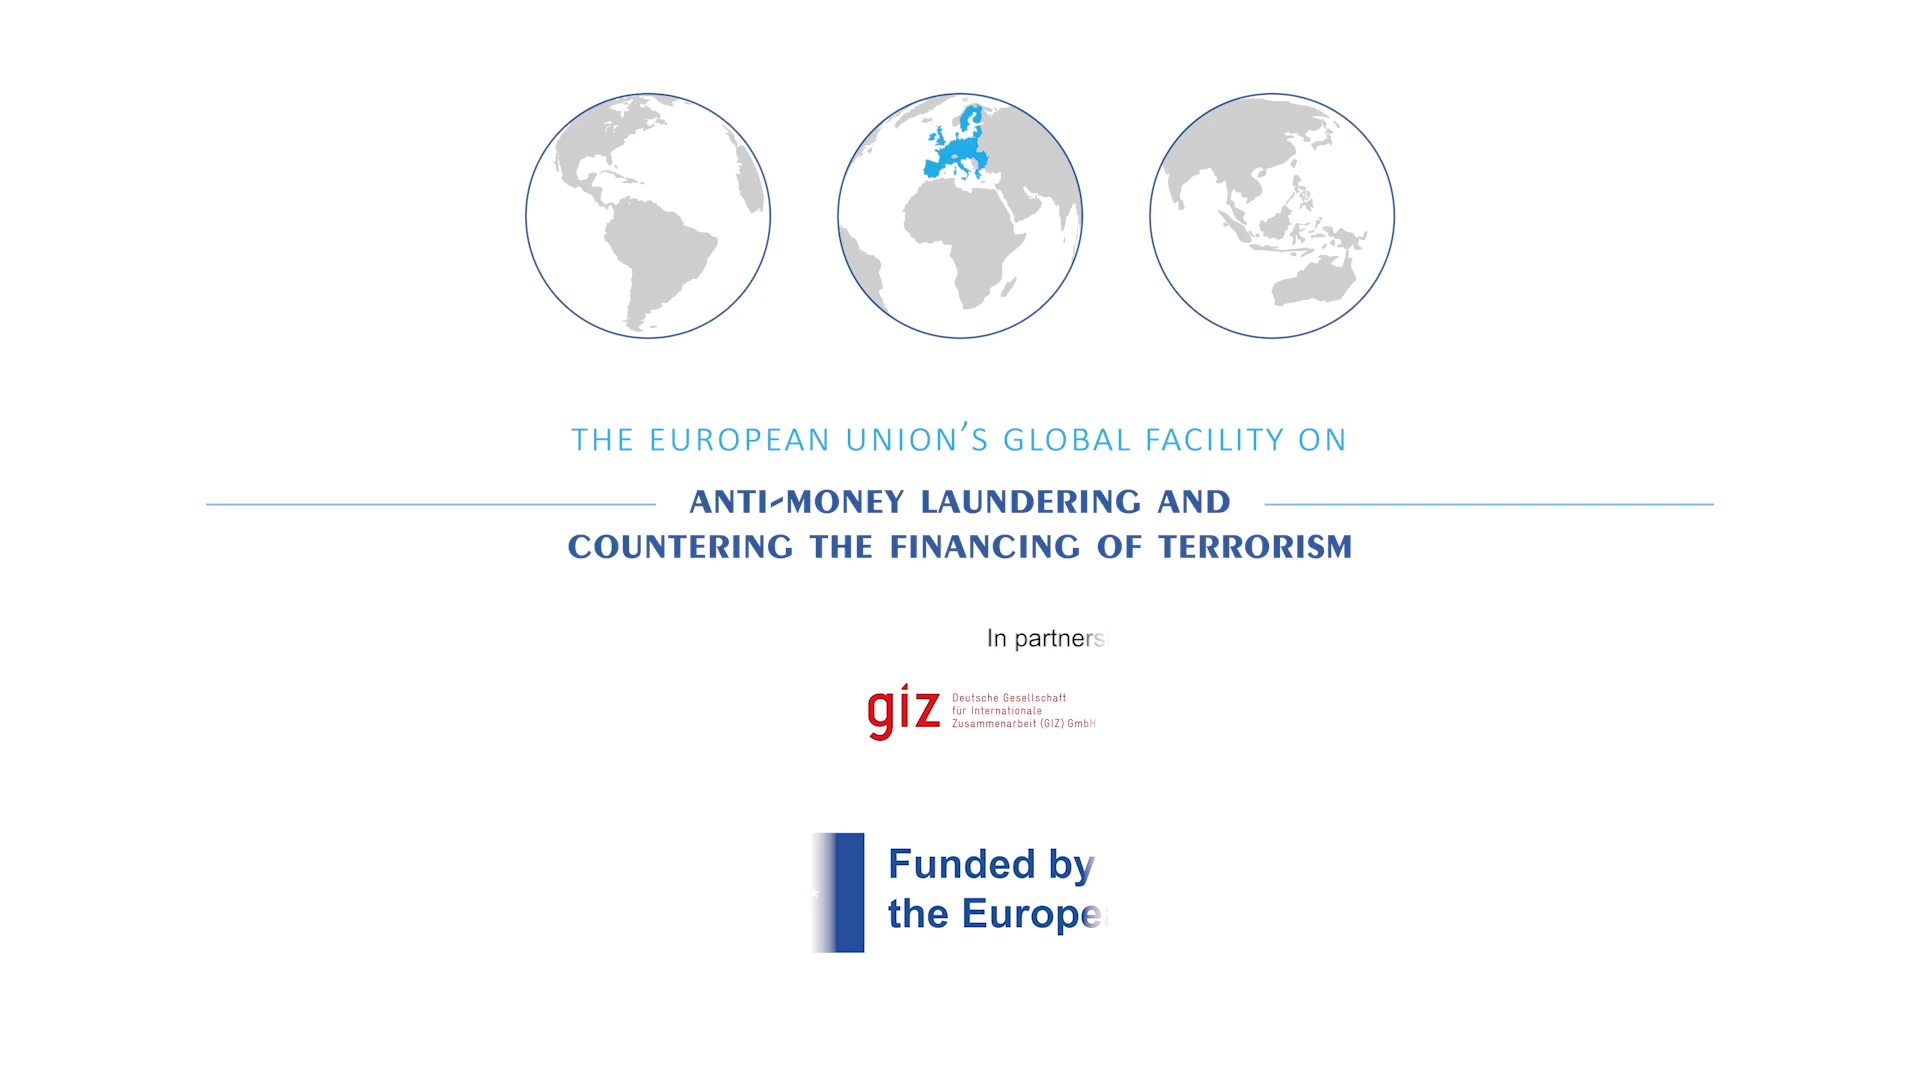 THE EUROPEAN UNION'S GLOBAL FACILITY ON
ANTI-MONEY LAUNDERING AND
COUNTERING THE FINANCING OF TERRORISM
In partners
giz
Deutsche Gesellschaft
für Internationale
Zusammenarbeit (GIZ) GmbH
Funded by
the Europea